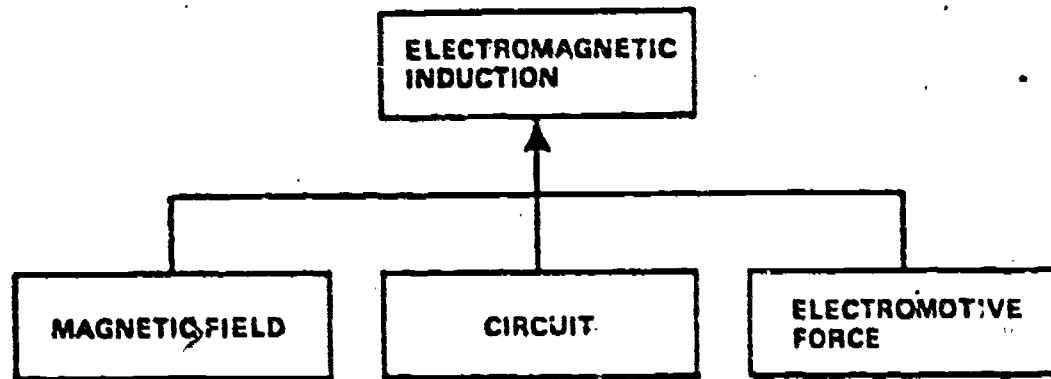 ELECTROMAGNETIC
INDUCTION
MAGNETIC FIELD
CIRCUIT
ELECTROMOTIVE
FORCE